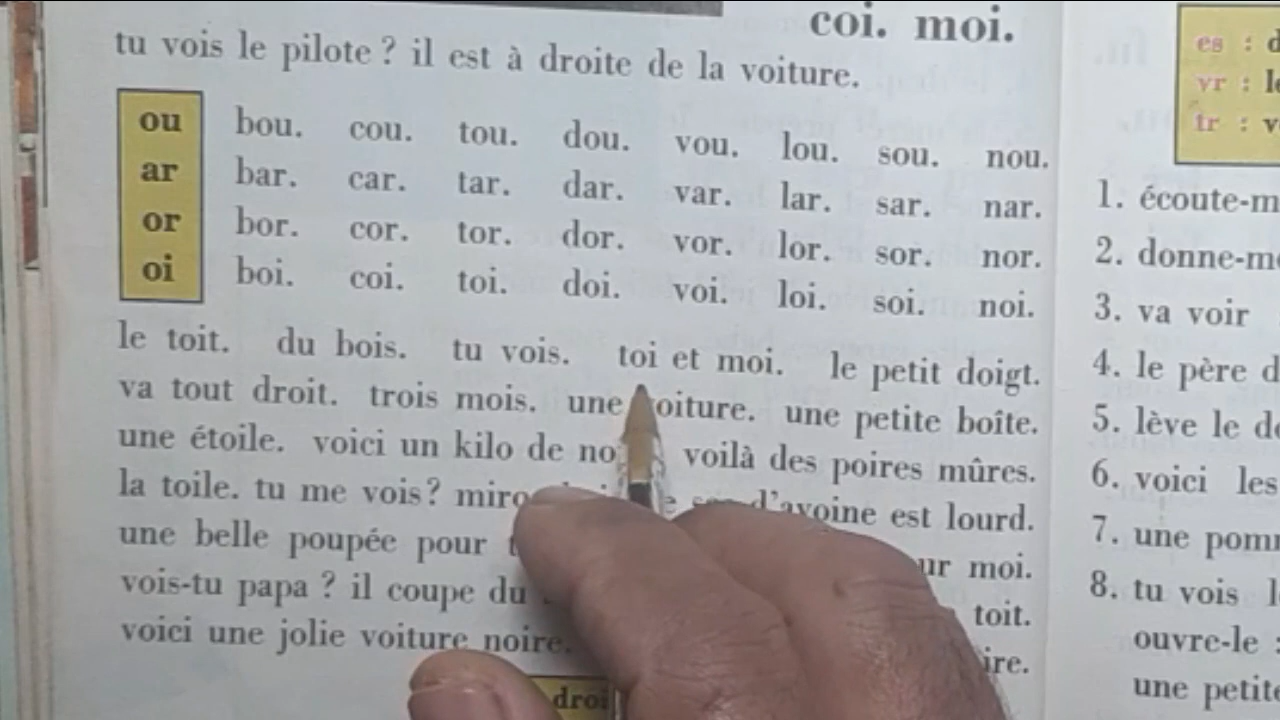 coi. moi.
tu vois le pilote ? il est à droite de la voiture.
ou bou. cou. tou. dou. vou. lou. sou. nou.
ar bar. car. tar. dar. var. lar. sar. nar.
or bor. cor. tor. dor. vor. lor. sor. nor.
oi boi. coi. toi. doi. voi. loi. soi. noi.
le toit. du bois. tu vois. toi et moi. le petit doigt.
va tout droit. trois mois. une oiture. une petite boîte.
une étoile. voici un kilo de no voilà des poires mûres.
la toile. tu me vois? miro d'avoine est lourd.
une belle poupée pour ur moi.
vois-tu papa ? il coupe du toit.
voici une jolie voiture noire. ire.
droi
es : d
vr : le
tr : v
1. écoute-m
2. donne-m
3. va voir
4. le père d
5. lève le d
6. voici les
7. une pom
8. tu vois l
ouvre-le :
une petite